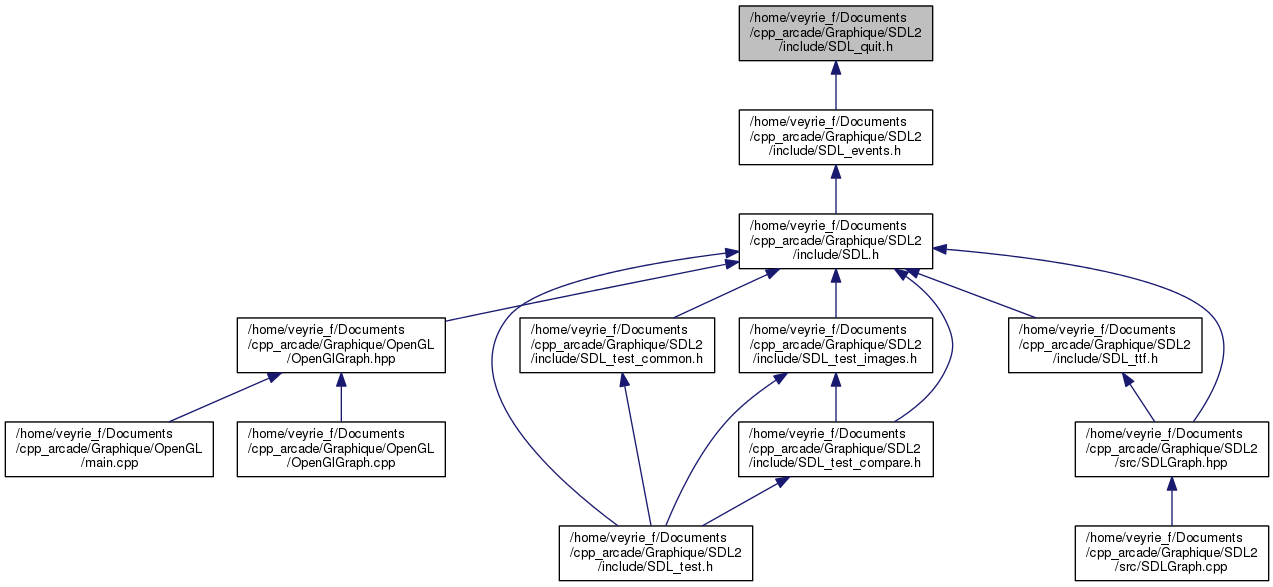 /home/veyrie_f/Documents
/cpp_arcade/Graphique/SDL2
/include/SDL_quit.h
/home/veyrie_f/Documents
/cpp_arcade/Graphique/SDL2
/include/SDL_events.h
/home/veyrie_f/Documents
/cpp_arcade/Graphique/SDL2
/include/SDL.h
/home/veyrie_f/Documents
/cpp_arcade/Graphique/OpenGL
/OpenGlGraph.hpp
/home/veyrie_f/Documents
/cpp_arcade/Graphique/SDL2
/include/SDL_test_common.h
/home/veyrie_f/Documents
/cpp_arcade/Graphique/SDL2
/include/SDL_test_images.h
/home/veyrie_f/Documents
/cpp_arcade/Graphique/SDL2
/include/SDL_ttf.h
/home/veyrie_f/Documents
/cpp_arcade/Graphique/OpenGL
/main.cpp
/home/veyrie_f/Documents
/cpp_arcade/Graphique/OpenGL
/OpenGlGraph.cpp
/home/veyrie_f/Documents
/cpp_arcade/Graphique/SDL2
/include/SDL_test_compare.h
/home/veyrie_f/Documents
/cpp_arcade/Graphique/SDL2
/src/SDLGraph.hpp
/home/veyrie_f/Documents
/cpp_arcade/Graphique/SDL2
/include/SDL_test.h
/home/veyrie_f/Documents
/cpp_arcade/Graphique/SDL2
/src/SDLGraph.cpp